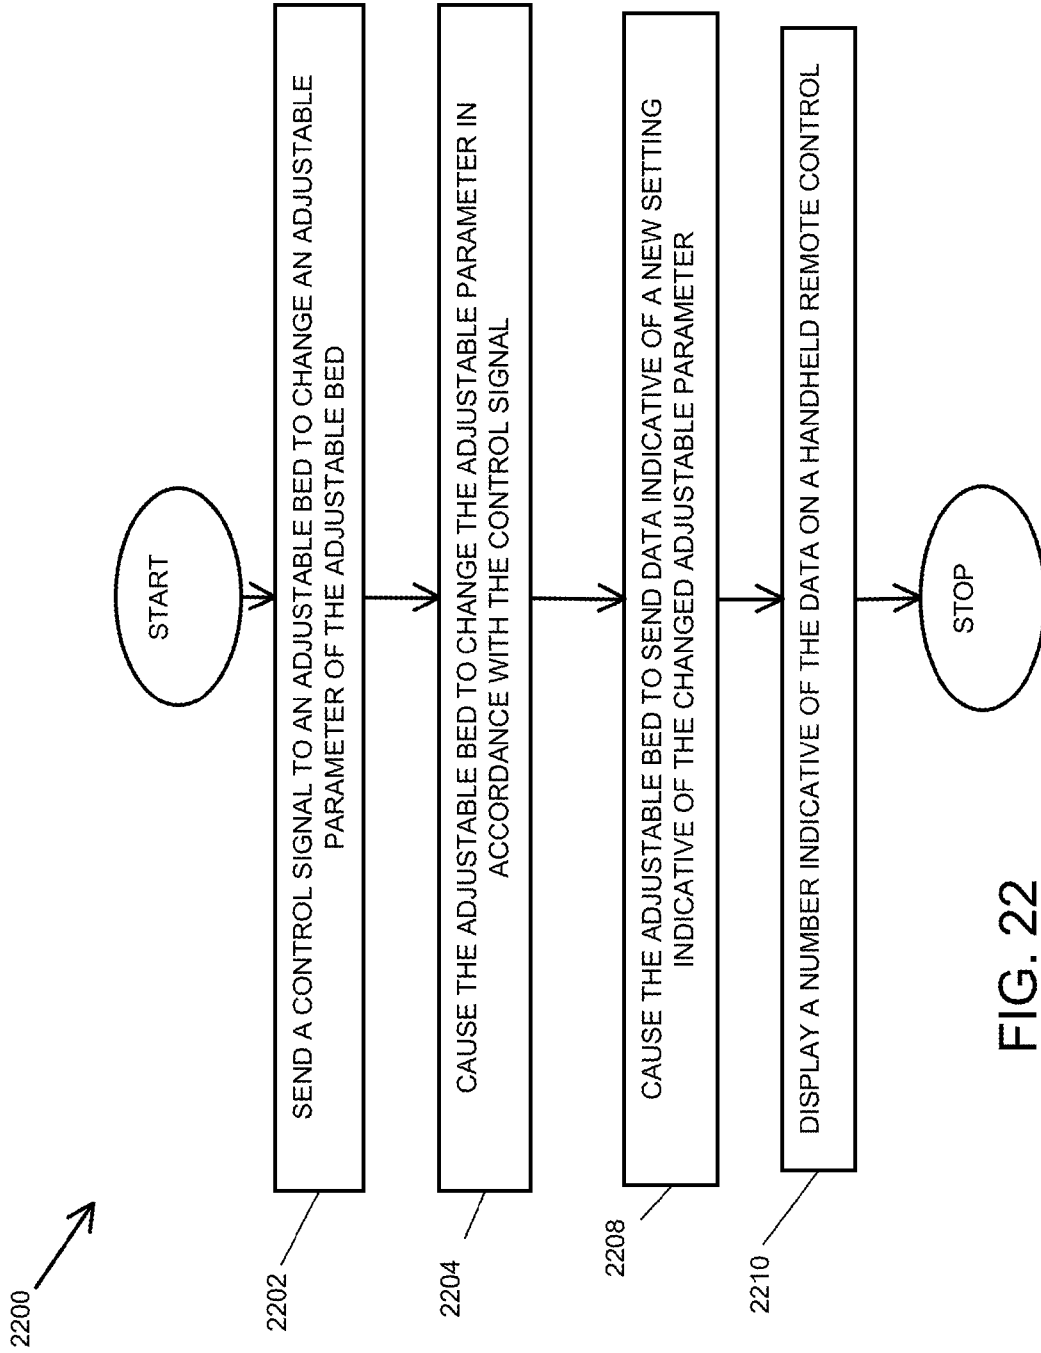 2200
START
2202
SEND A CONTROL SIGNAL TO AN ADJUSTABLE BED TO CHANGE AN ADJUSTABLE
PARAMETER OF THE ADJUSTABLE BED
2204
CAUSE THE ADJUSTABLE BED TO CHANGE THE ADJUSTABLE PARAMETER IN
ACCORDANCE WITH THE CONTROL SIGNAL
2208
CAUSE THE ADJUSTABLE BED TO SEND DATA INDICATIVE OF A NEW SETTING
INDICATIVE OF THE CHANGED ADJUSTABLE PARAMETER
2210
DISPLAY A NUMBER INDICATIVE OF THE DATA ON A HANDHELD REMOTE CONTROL
STOP
FIG. 22